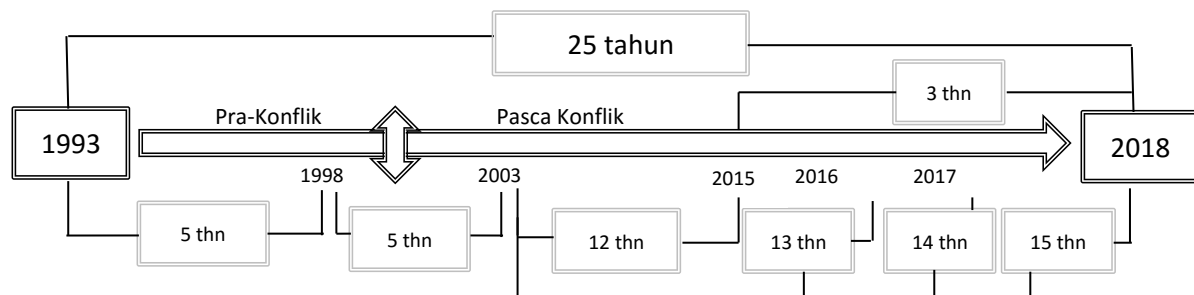 25 tahun
3 thn
Pra-Konflik
Pasca Konflik
1993
2018
1998
2003
2015
2016
2017
5 thn
5 thn
12 thn
13 thn
14 thn
15 thn